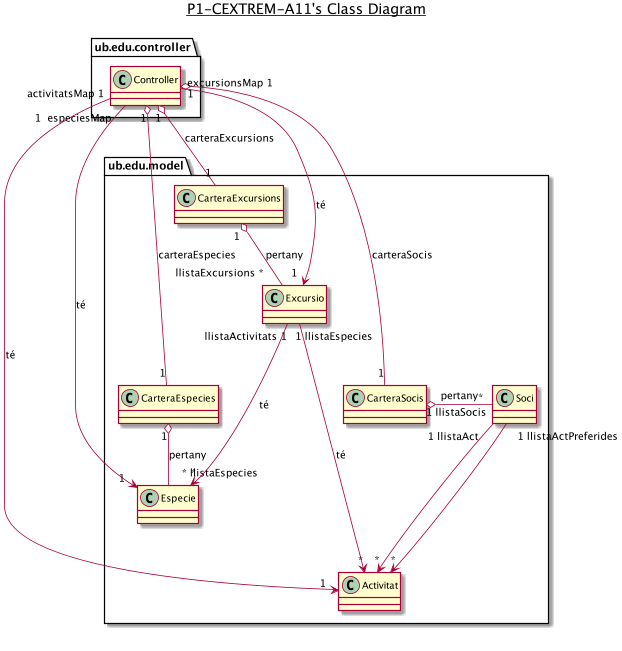 P1-CEXTREM-A11's Class Diagram
ub.edu.controller
C Controller
excursionsMap 1
activitatsMap 1
1
1 especiesMap
1
1
carteraExcursions
ub.edu.model
1
C CarteraExcursions
té
1
pertany
carteraEspecies
carteraSocis
llistaExcursions *
1
C Excursio
té
llistaActivitats 1
1 llistaEspecies
té
1
1
C CarteraEspecies
C CarteraSocis
pertany*
C Soci
té
1 llistaSocis
1
1 llistaAct
1 llistaActPreferides
pertany
té
1
* llistaEspecies
*
C Especie
*
*
*
1
C Activitat